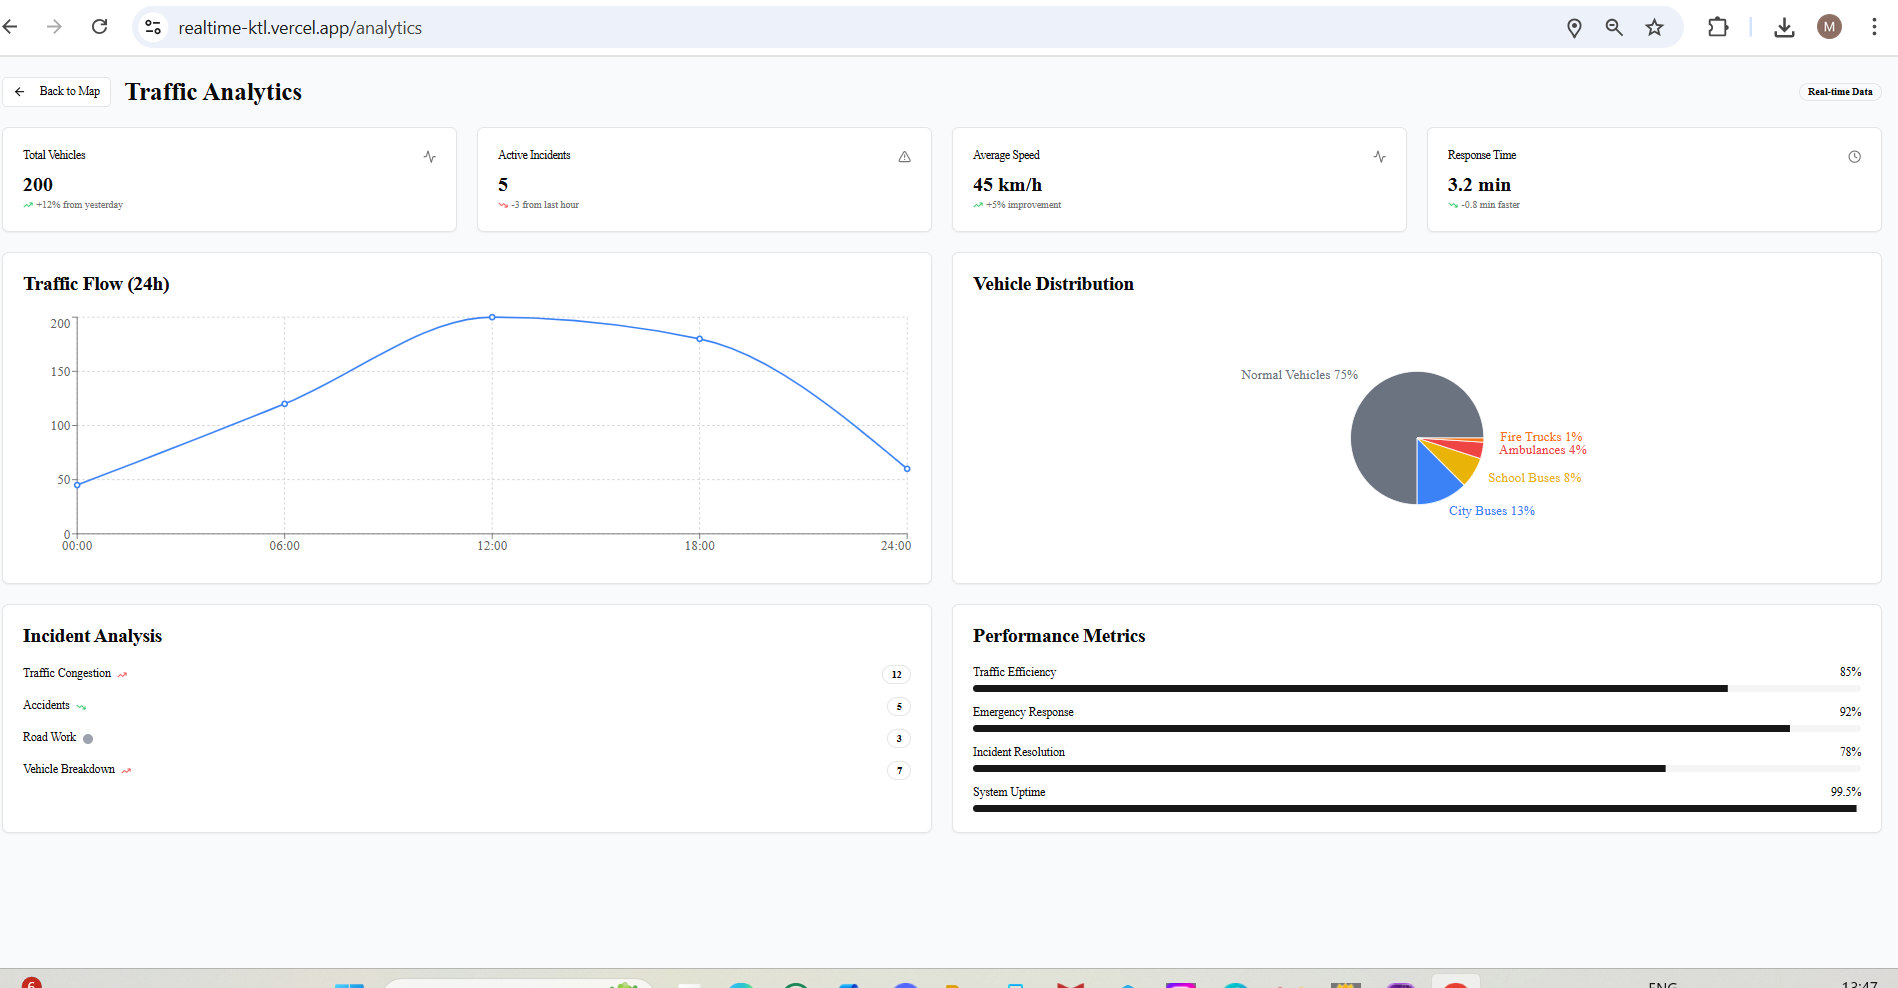 realtime-ktl.vercel.app/analytics
M
Back to Map
Traffic Analytics
Real-time Data
Total Vehicles
200
+12% from yesterday
Active Incidents
5
-3 from last hour
Average Speed
45 km/h
+5% improvement
Response Time
3.2 min
-0.8 min faster
Traffic Flow (24h)
200
150
100
50
0
00:00
06:00
12:00
18:00
24:00
Vehicle Distribution
Normal Vehicles 75%
Fire Trucks 1%
Ambulances 4%
School Buses 8%
City Buses 13%
Incident Analysis
Traffic Congestion
12
Accidents
5
Road Work
3
Vehicle Breakdown
7
Performance Metrics
Traffic Efficiency
85%
Emergency Response
92%
Incident Resolution
78%
System Uptime
99.5%
6
ENG
13:47